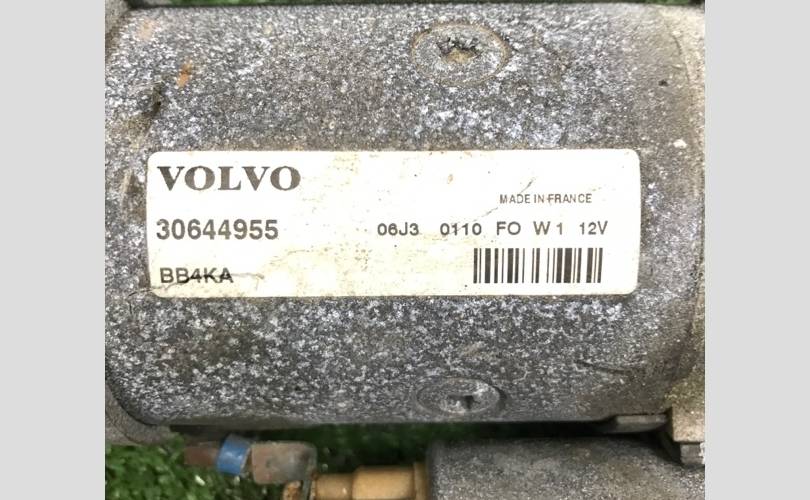 VOLVO
MADE IN FRANCE
30644955 06J3 0110 FO W1 12V
BB4KA